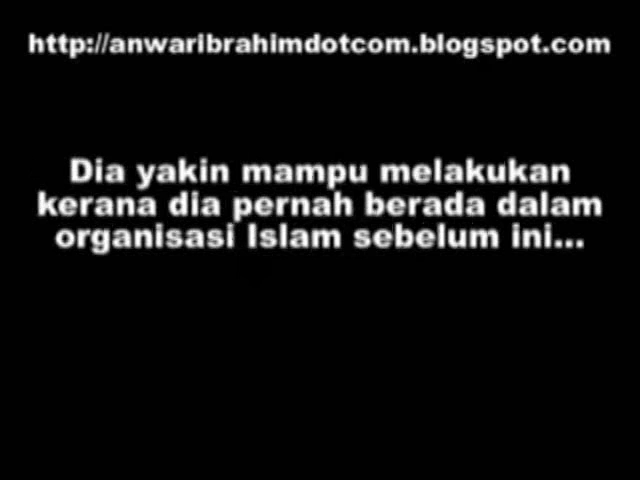 http://anwaribrahimdotcom.blogspot.com
Dia yakin mampu melakukan
kerana dia pernah berada dalam
organisasi Islam sebelum ini...